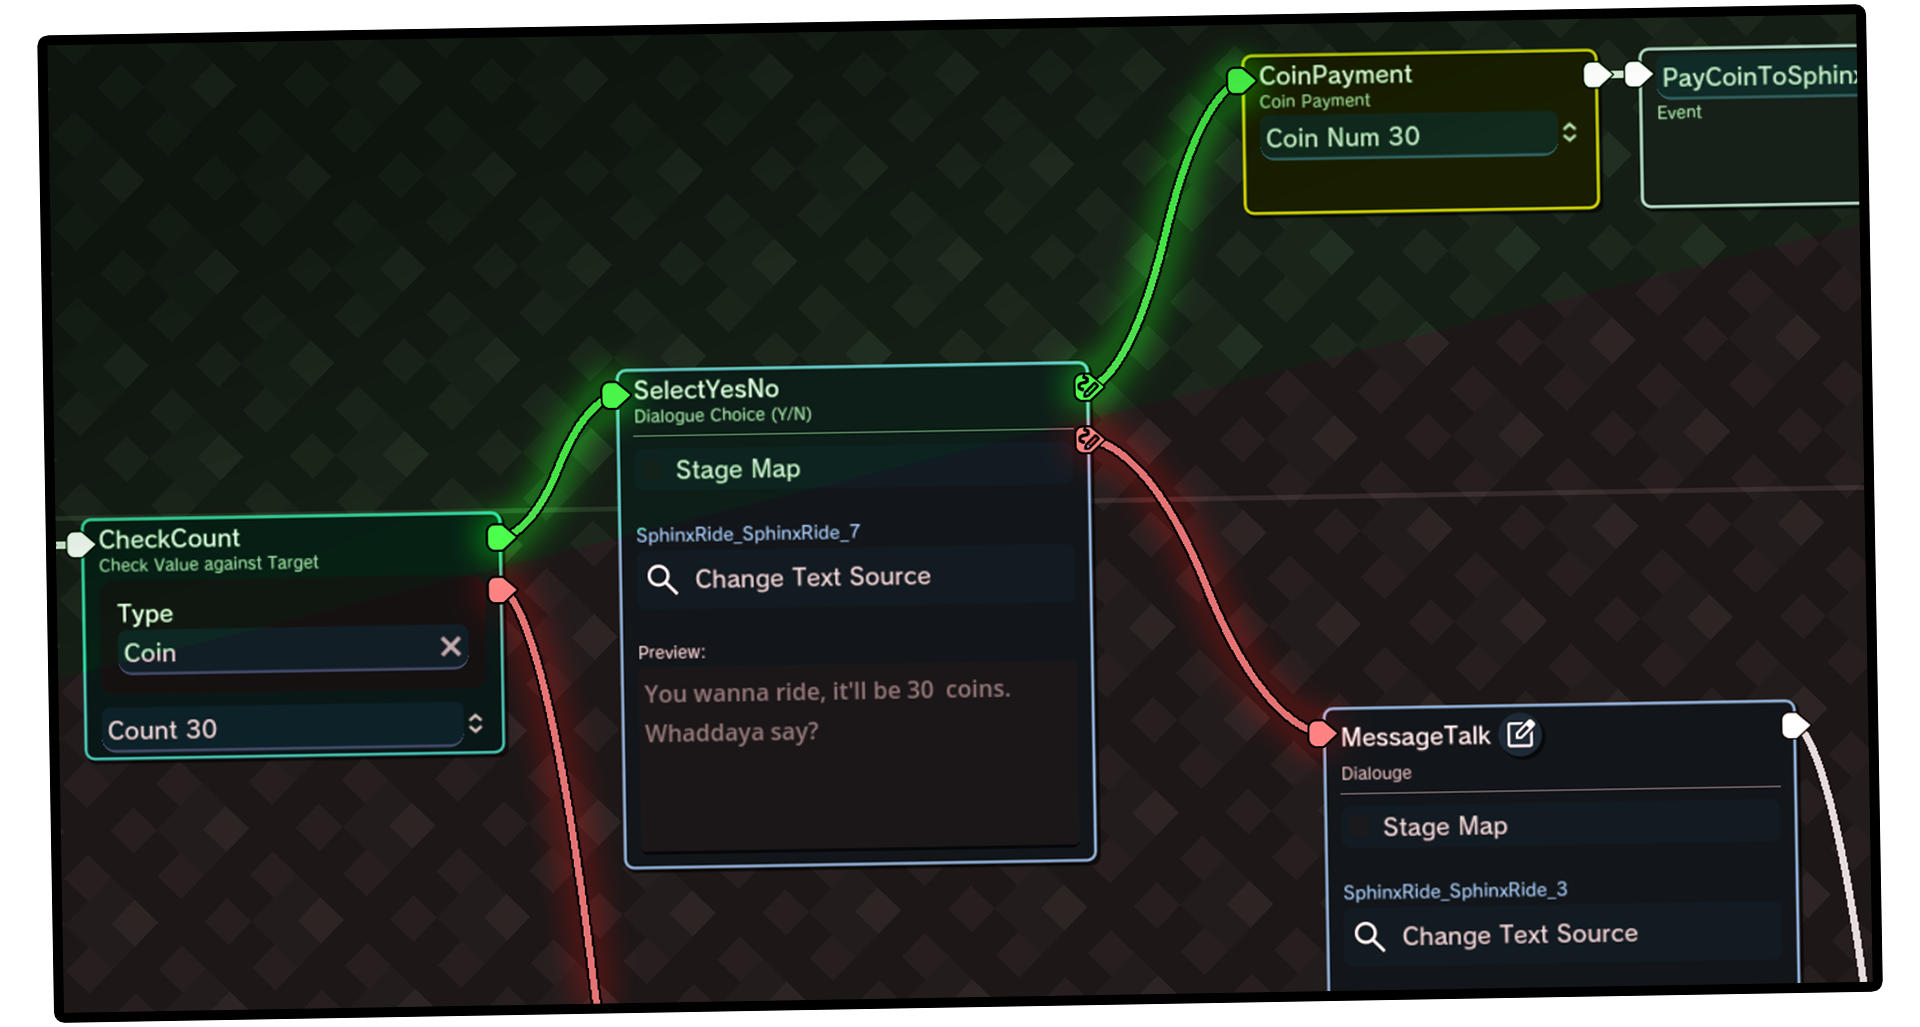 CoinPayment
Coin Payment
Coin Num 30
PayCoinToSphinx
Event
SelectYesNo
Dialogue Choice (Y/N)
Stage Map
SphinxRide_SphinxRide_7
Change Text Source
Preview:
You wanna ride, it'll be 30  coins.
Whaddaya say?
CheckCount
Check Value against Target
Type
Coin
Count 30
MessageTalk
Dialouge
Stage Map
SphinxRide_SphinxRide_3
Change Text Source